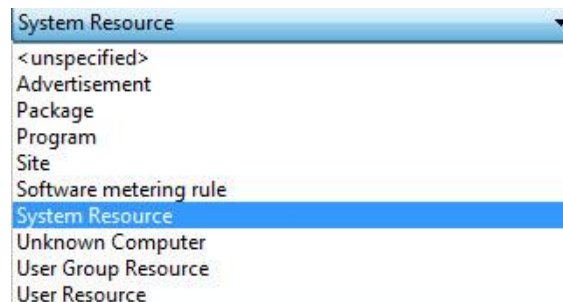 System Resource
<unspecified>
Advertisement
Package
Program
Site
Software metering rule
System Resource
Unknown Computer
User Group Resource
User Resource